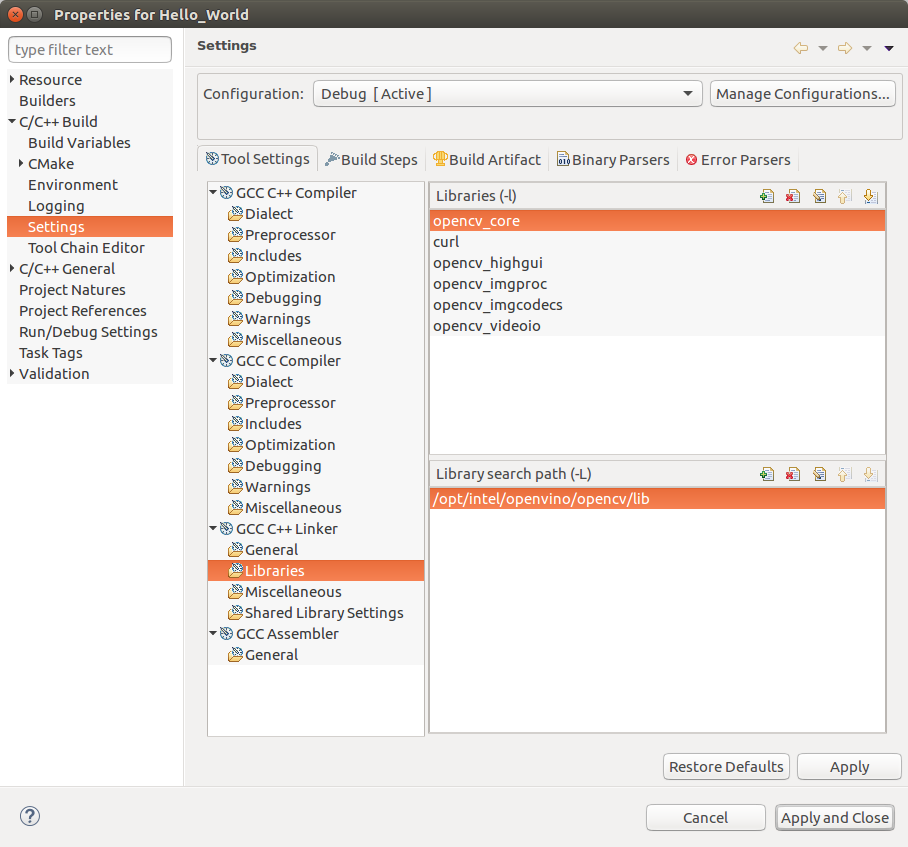 Properties for Hello_World
type filter text
Resource
Builders
C/C++ Build
Build Variables
CMake
Environment
Logging
Settings
Tool Chain Editor
C/C++ General
Project Natures
Project References
Run/Debug Settings
Task Tags
Validation
Settings
Configuration: Debug [ Active ] Manage Configurations...
Tool Settings Build Steps Build Artifact Binary Parsers Error Parsers
GCC C++ Compiler
Dialect
Preprocessor
Includes
Optimization
Debugging
Warnings
Miscellaneous
GCC C Compiler
Dialect
Preprocessor
Includes
Optimization
Debugging
Warnings
Miscellaneous
GCC C++ Linker
General
Libraries
Miscellaneous
Shared Library Settings
GCC Assembler
General
Libraries (-l)
opencv_core
curl
opencv_highgui
opencv_imgproc
opencv_imgcodecs
opencv_videoio
Library search path (-L)
/opt/intel/openvino/opencv/lib
Restore Defaults Apply
? Cancel Apply and Close